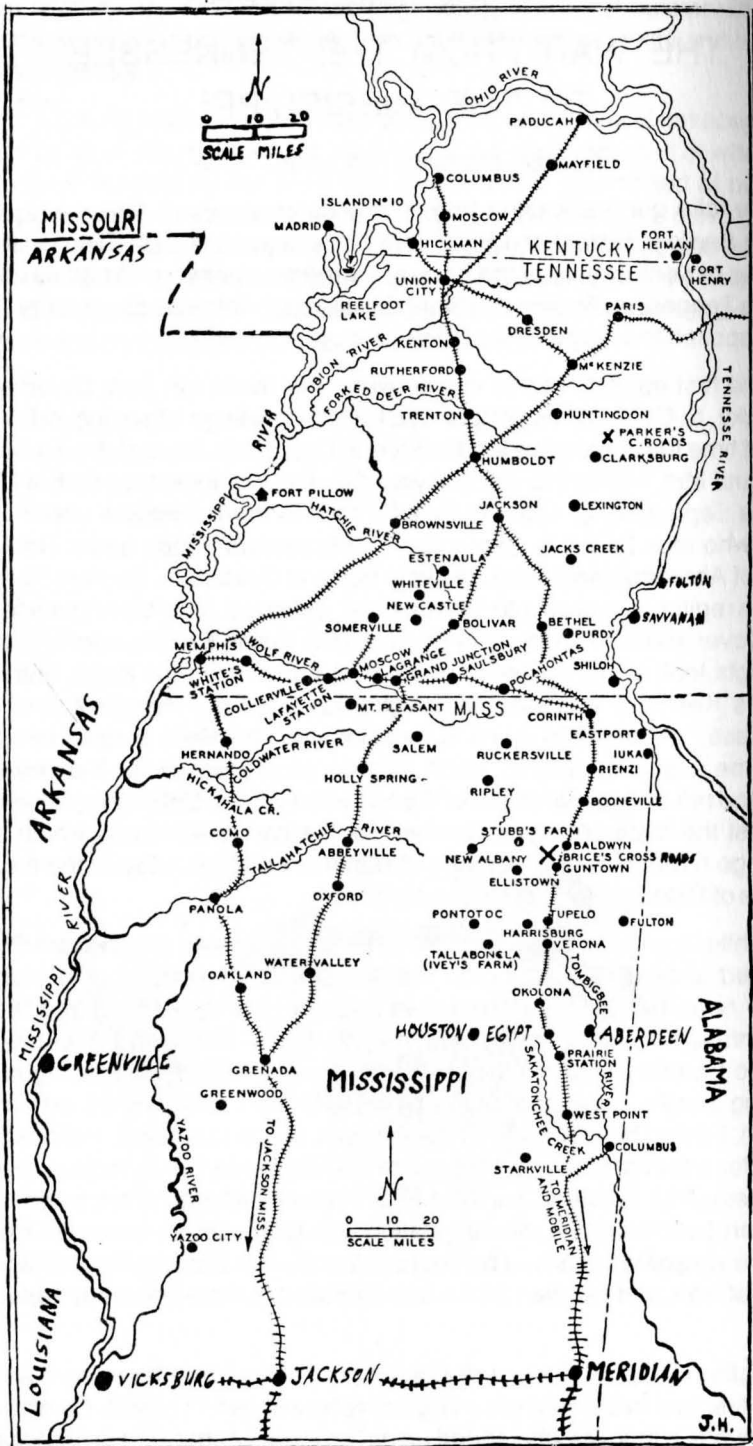 N
0 10 20
SCALE MILES
OHIO RIVER
PADUCAH
MAYFIELD
COLUMBUS
ISLAND Nº 10
MOSCOW
MADRID
MISSOURI
ARKANSAS
HICKMAN
FORT
HEIMAN
KENTUCKY
TENNESSEE
FORT
HENRY
UNION
CITY
REELFOOT
LAKE
PARIS
DRESDEN
OBION RIVER
KENTON
RUTHERFORD
McKENZIE
FORKED DEER RIVER
TENNESSEE RIVER
TRENTON
HUNTINGDON
PARKER'S
C. ROADS
HUMBOLDT
CLARKSBURG
MISSISSIPPI RIVER
FORT PILLOW
JACKSON
LEXINGTON
HATCHIE RIVER
BROWNSVILLE
ESTENAULA
JACKS CREEK
WHITEVILLE
FULTON
NEW CASTLE
SOMERVILLE
BOLIVAR
BETHEL
SAVVANAH
PURDY
MEMPHIS
WOLF RIVER
WHITE'S
STATION
COLLIERVILLE
LAFAYETTE
STATION
MOSCOW
LAGRANGE
GRAND JUNCTION
SAULSBURY
POCAHONTAS
SHILOH
MT. PLEASANT
MISS
CORINTH
EASTPORT
HERNANDO
COLDWATER RIVER
SALEM
RUCKERSVILLE
IUKA
ARKANSAS
HOLLY SPRING
RIENZI
HICKAHALA CR.
RIPLEY
BOONEVILLE
COMO
TALLAHATCHIE RIVER
ABBEYVILLE
STUBB'S FARM
BALDWYN
NEW ALBANY
BRICE'S CROSS ROADS
GUNTOWN
ELLISTOWN
PANOLA
OXFORD
PONTOTOC
TUPELO
FULTON
HARRISBURG
VERONA
TALLABONELA
(IVEY'S FARM)
MISSISSIPPI RIVER
OAKLAND
WATER VALLEY
TOMBIGBEE RIVER
OKOLONA
ALABAMA
HOUSTON
EGYPT
ABERDEEN
GREENVILLE
GRENADA
PRAIRIE
STATION
MISSISSIPPI
SAKATONCHEE CREEK
GREENWOOD
WEST POINT
COLUMBUS
YAZOO RIVER
TO JACKSON MISS
N
STARKVILLE
TO MERIDIAN
AND MOBILE
YAZOO CITY
0 10 20
SCALE MILES
LOUISIANA
VICKSBURG
JACKSON
MERIDIAN
J.H.